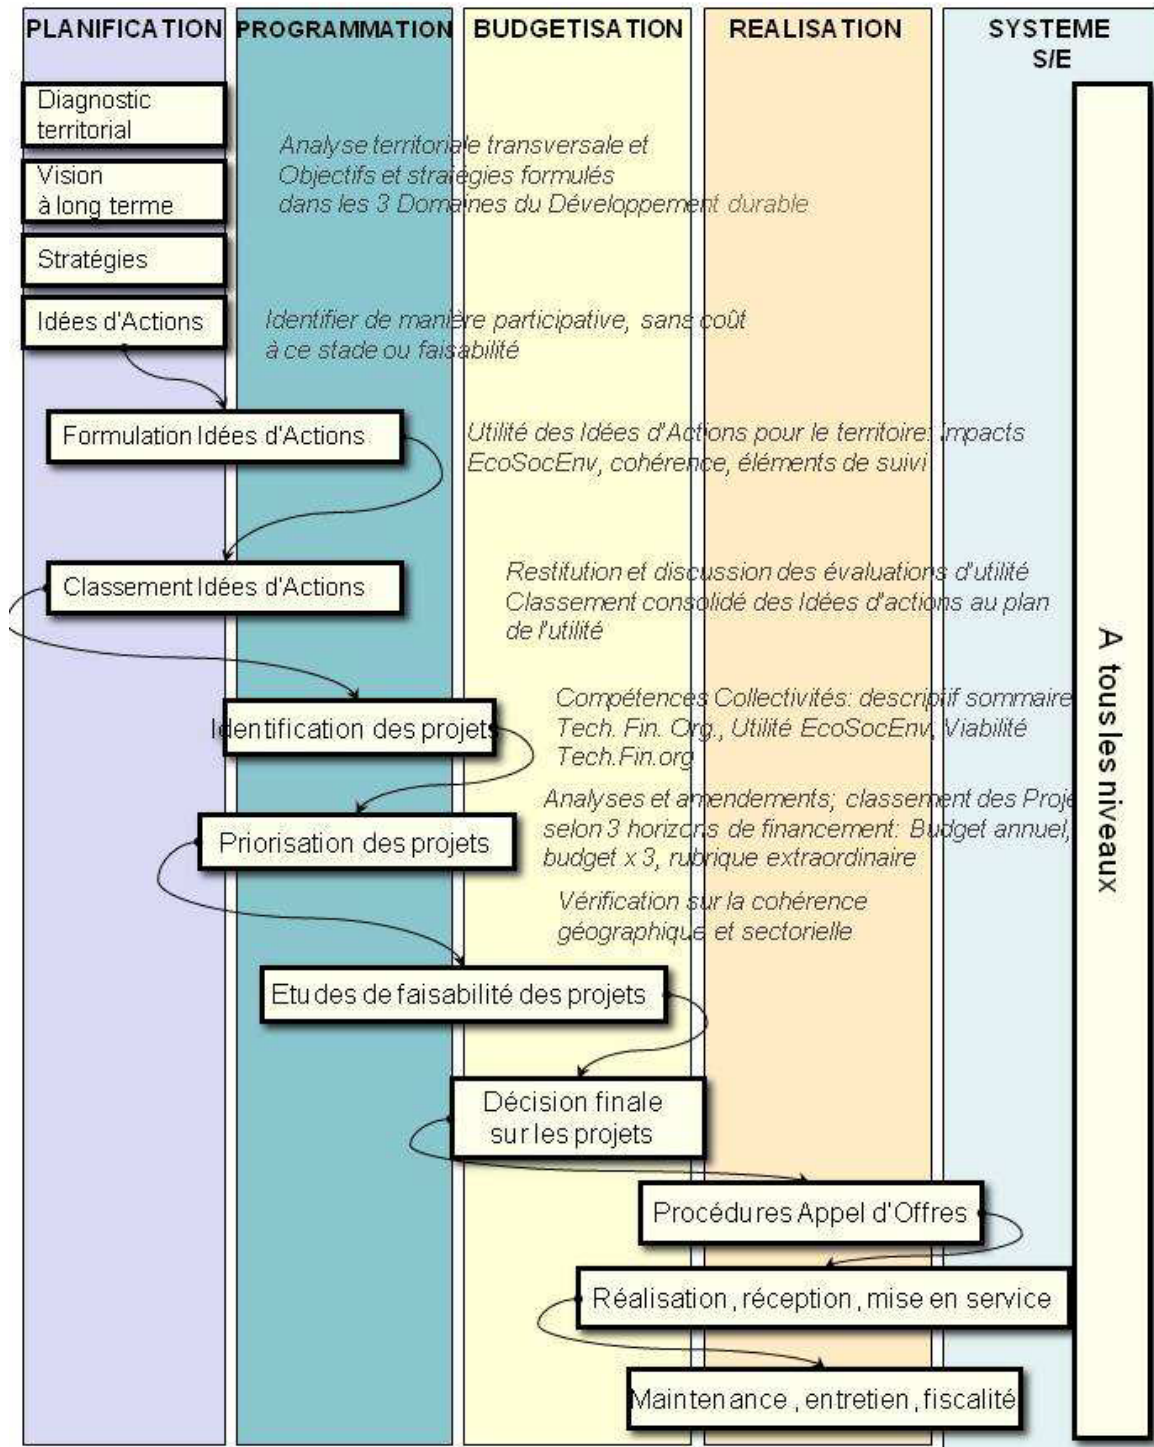 PLANIFICATION
PROGRAMMATION
BUDGETISATION
REALISATION
SYSTEME
S/E
Diagnostic
territorial
Analyse territoriale transversale et
Objectifs et stratégies formulés
dans les 3 Domaines du Développement durable
Vision
à long terme
Stratégies
Idées d'Actions
Identifier de manière participative, sans coût
à ce stade ou faisabilité
Formulation Idées d'Actions
Utilité des Idées d'Actions pour le territoire: Impacts
EcoSocEnv, cohérence, éléments de suivi
Classement Idées d'Actions
Restitution et discussion des évaluations d'utilité
Classement consolidé des Idées d'actions au plan
de l'utilité
Identification des projets
Compétences Collectivités: descriptif sommaire
Tech. Fin. Org., Utilité EcoSocEnv, Viabilité
Tech.Fin.org
Priorisation des projets
Analyses et amendements; classement des Proje
selon 3 horizons de financement: Budget annuel,
budget x 3, rubrique extraordinaire
Vérification sur la cohérence
géographique et sectorielle
Etudes de faisabilité des projets
Décision finale
sur les projets
Procédures Appel d'Offres
Réalisation, réception, mise en service
Maintenance, entretien, fiscalité
A tous les niveaux